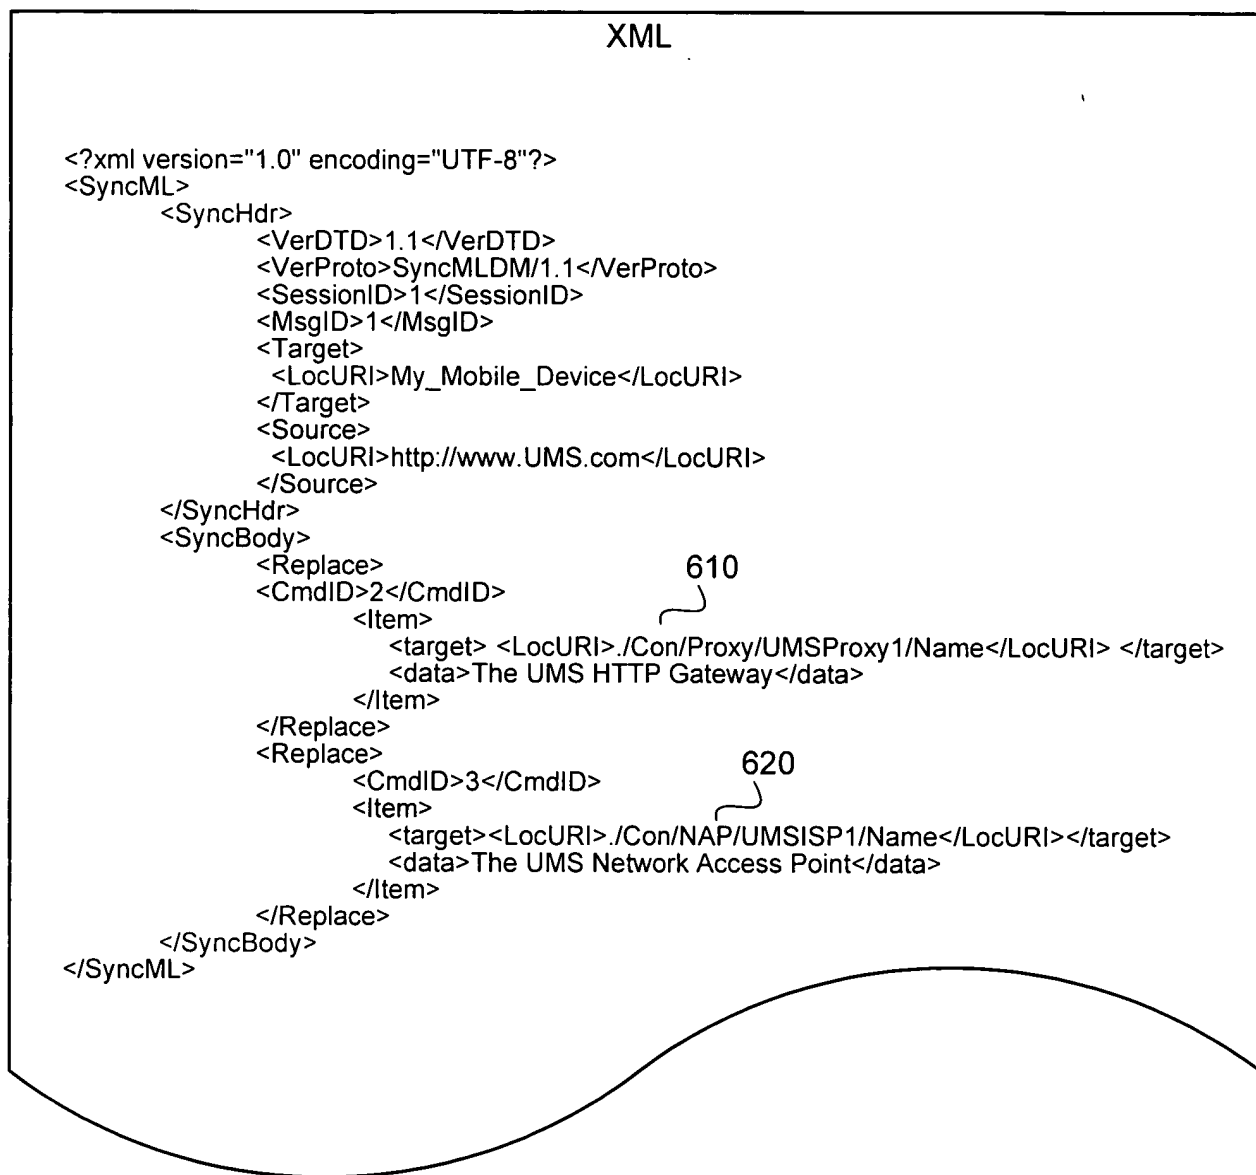 XML
<?xml version="1.0" encoding="UTF-8"?>
<SyncML>
<SyncHdr>
<VerDTD>1.1</VerDTD>
<VerProto>SyncMLDM/1.1</VerProto>
<SessionID>1</SessionID>
<MsgID>1</MsgID>
<Target>
<LocURI>My_Mobile_Device</LocURI>
</Target>
<Source>
<LocURI>http://www.UMS.com</LocURI>
</Source>
</SyncHdr>
<SyncBody>
<Replace>
610
<CmdID>2</CmdID>
<Item>
<target> <LocURI>./Con/Proxy/UMSProxy1/Name</LocURI> </target>
<data>The UMS HTTP Gateway</data>
</Item>
</Replace>
<Replace>
620
<CmdID>3</CmdID>
<Item>
<target><LocURI>./Con/NAP/UMSISP1/Name</LocURI></target>
<data>The UMS Network Access Point</data>
</Item>
</Replace>
</SyncBody>
</SyncML>